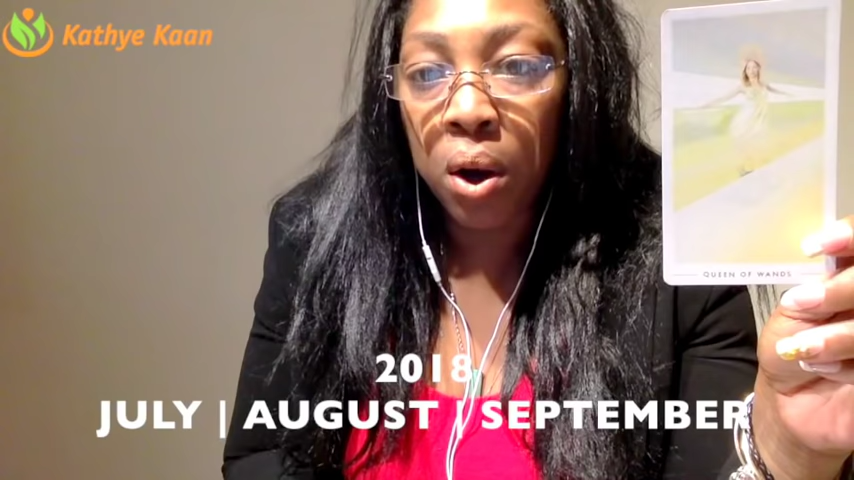 Kathye Kaan
QUEEN OF WANDS
2018
JULY | AUGUST | SEPTEMBER